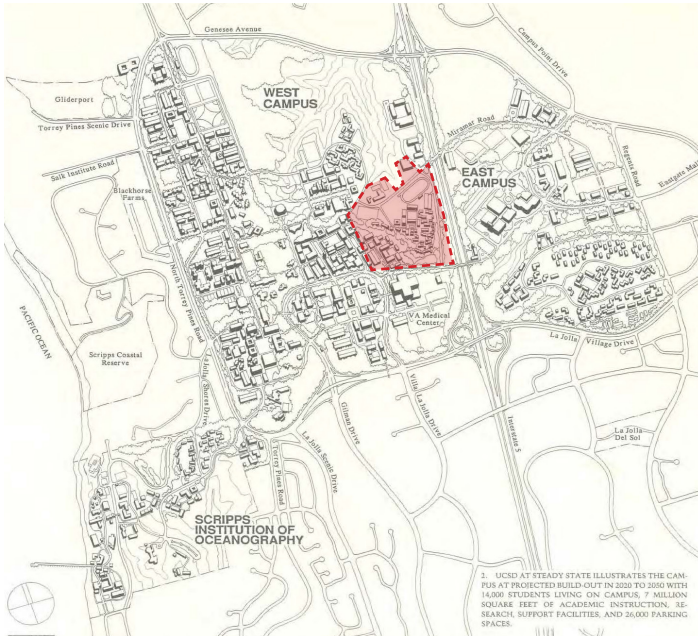 Genesee Avenue
Campus Point Drive
WEST
CAMPUS
Gliderport
Torrey Pines Scenic Drive
Miramar Road
Salk Institute Road
EAST
CAMPUS
Regents Road
Eastgate Mall
Blackhorse
Farms
North Torrey Pines Road
PACIFIC OCEAN
VA Medical
Center
Scripps Coastal
Reserve
La Jolla Village Drive
La Jolla Shores Drive
Gilman Drive
Villa La Jolla Drive
Interstate 5
La Jolla Scenic Drive
La Jolla
Del Sol
Torrey Pines Road
SCRIPPS
INSTITUTION OF
OCEANOGRAPHY
2. UCSD AT STEADY STATE ILLUSTRATES THE CAM-
PUS AT PROJECTED BUILD-OUT IN 2020 TO 2050 WITH
14,000 STUDENTS LIVING ON CAMPUS, 7 MILLION
SQUARE FEET OF ACADEMIC INSTRUCTION, RE-
SEARCH, SUPPORT FACILITIES, AND 26,000 PARKING
SPACES.